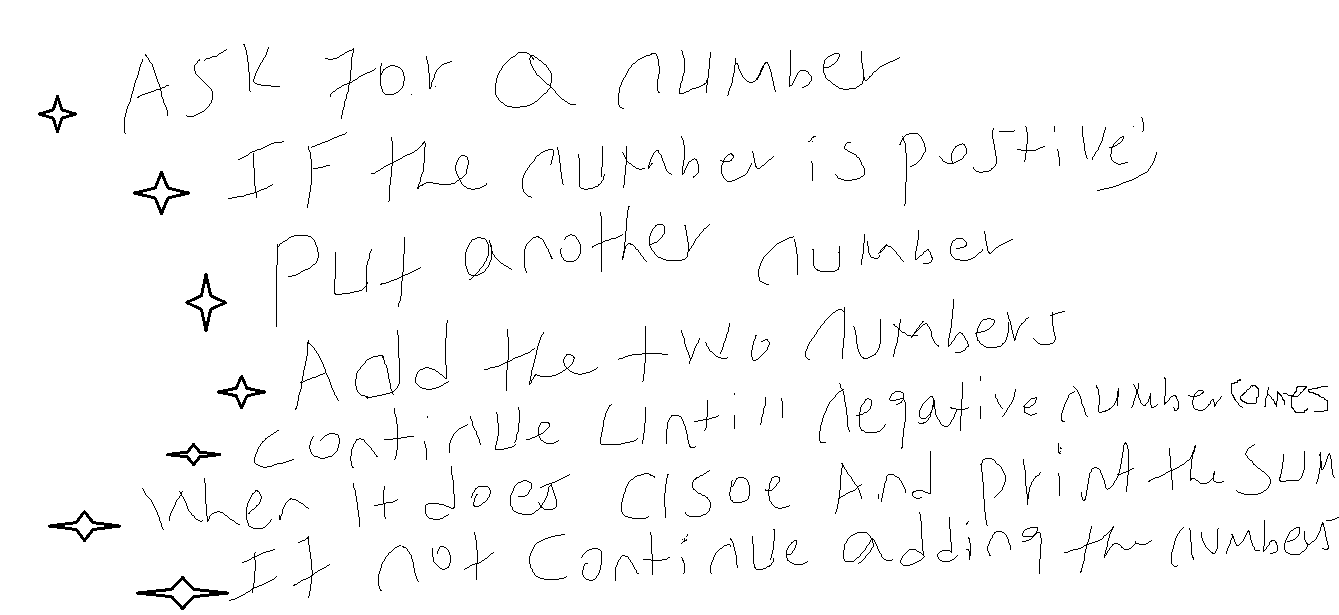 Ask for a number
IF the number is postive,
Put another number
Add the two numbers
continue untill negative number comes
when it does clsoe And print the sum
If not continue adding the numbers